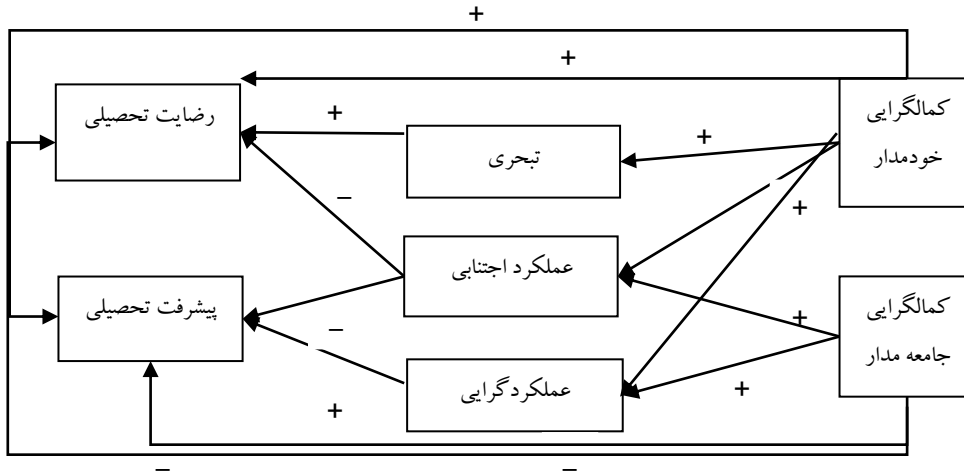 +
+
کمالگرایی
خودمدار
رضایت تحصیلی
+
+
تبحری
–
+
عملکرد اجتنابی
کمالگرایی
جامعه مدار
پیشرفت تحصیلی
+
–
عملکردگرایی
+
+
–
–